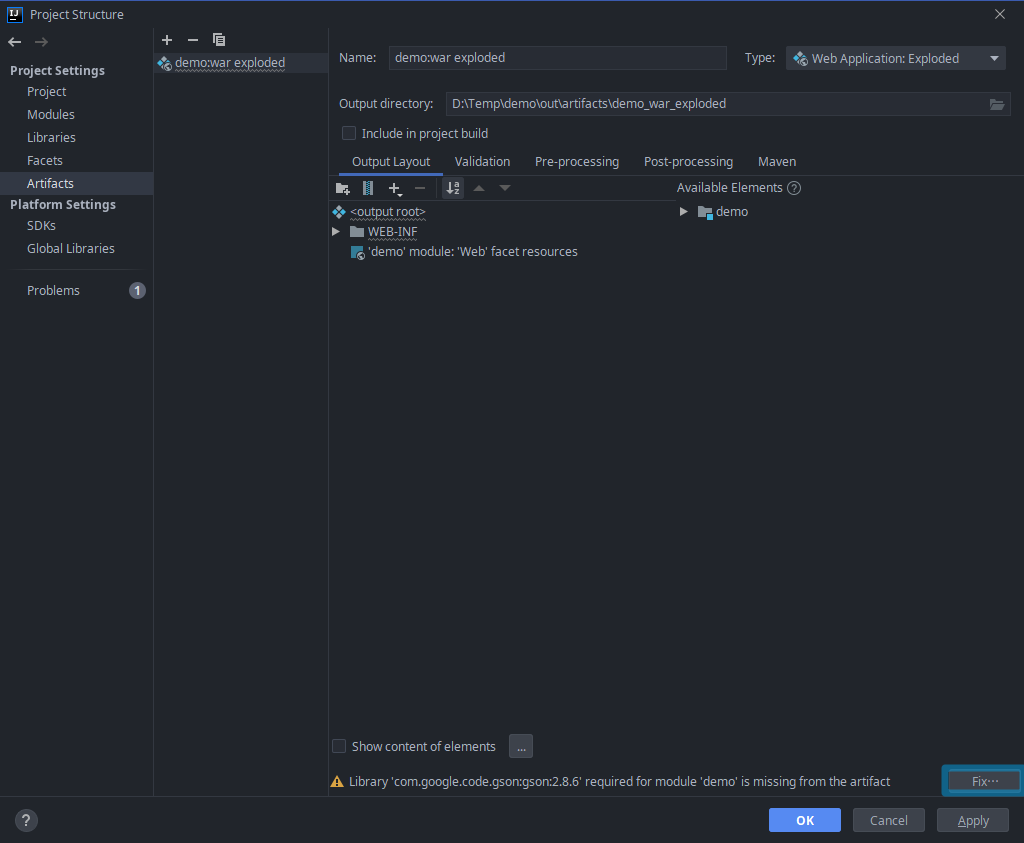 Project Structure
Project Settings
Project
Modules
Libraries
Facets
Artifacts
Platform Settings
SDKs
Global Libraries
Problems 1
demo:war exploded
Name: demo:war exploded Type: Web Application: Exploded
Output directory: D:\Temp\demo\out\artifacts\demo_war_exploded
Include in project build
Output Layout Validation Pre-processing Post-processing Maven
Available Elements ?
<output root>
WEB-INF
'demo' module: 'Web' facet resources
demo
Show content of elements ...
Library 'com.google.code.gson:gson:2.8.6' required for module 'demo' is missing from the artifact Fix...
? OK Cancel Apply